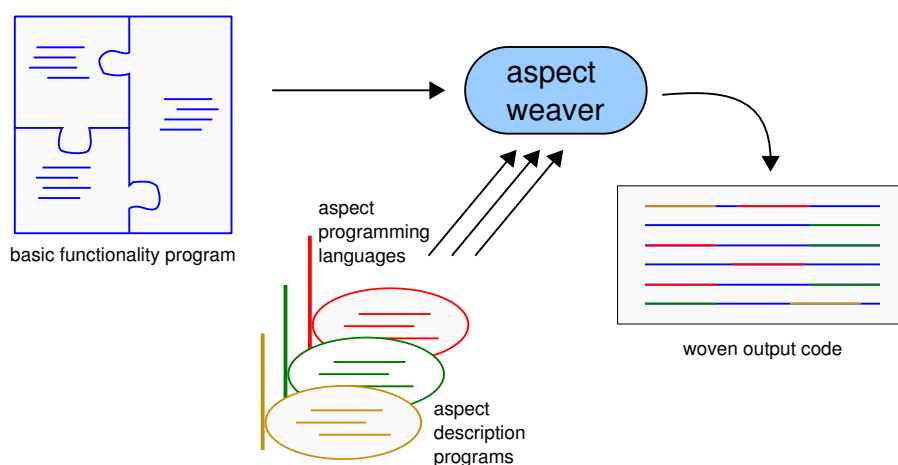 aspect
weaver
aspect
programming
languages
basic functionality program
woven output code
aspect
description
programs